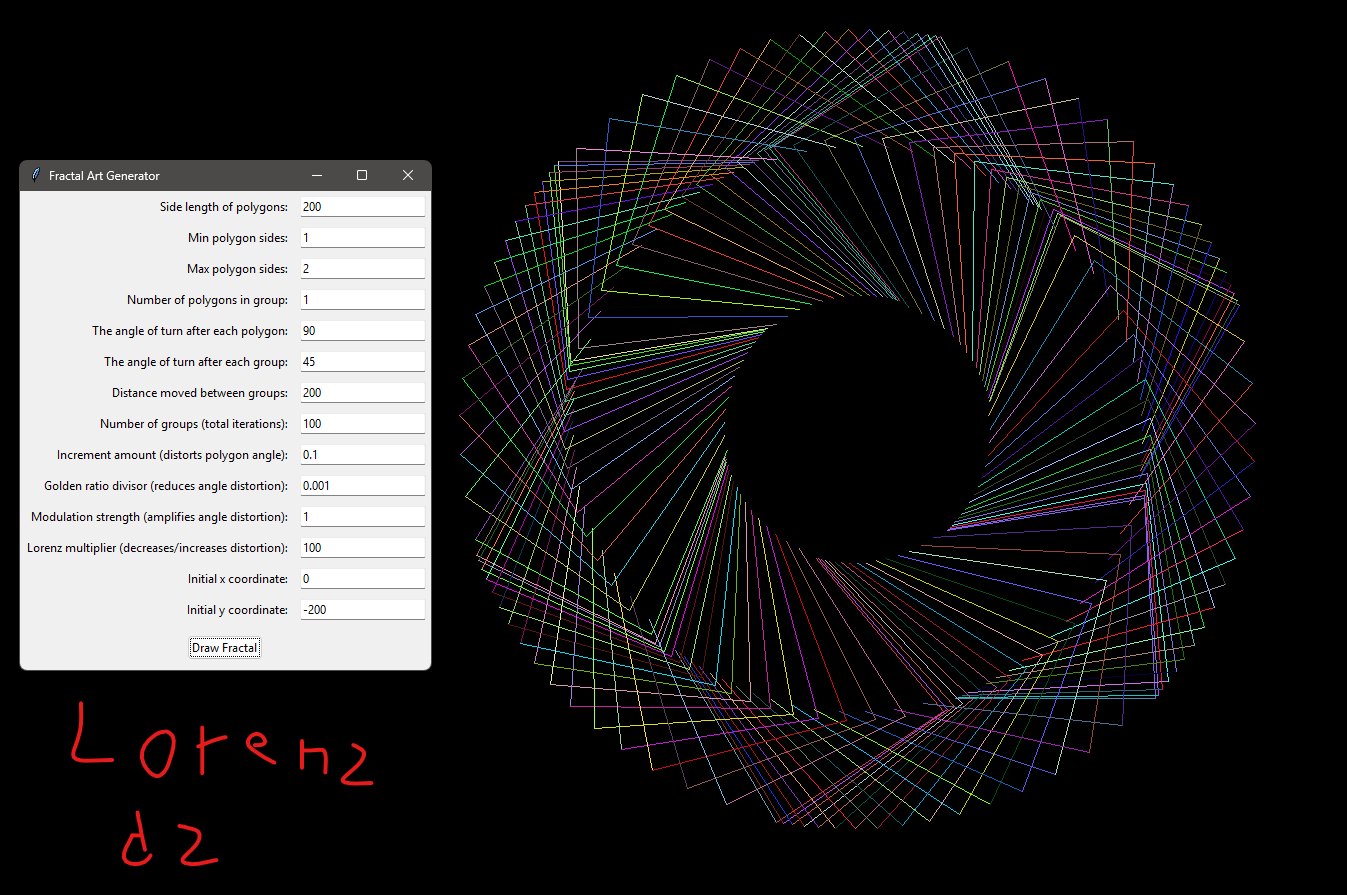 Fractal Art Generator
Side length of polygons: 200
Min polygon sides: 1
Max polygon sides: 2
Number of polygons in group: 1
The angle of turn after each polygon: 90
The angle of turn after each group: 45
Distance moved between groups: 200
Number of groups (total iterations): 100
Increment amount (distorts polygon angle): 0.1
Golden ratio divisor (reduces angle distortion): 0.001
Modulation strength (amplifies angle distortion): 1
Lorenz multiplier (decreases/increases distortion): 100
Initial x coordinate: 0
Initial y coordinate: -200
Draw Fractal
Lorenz
dz